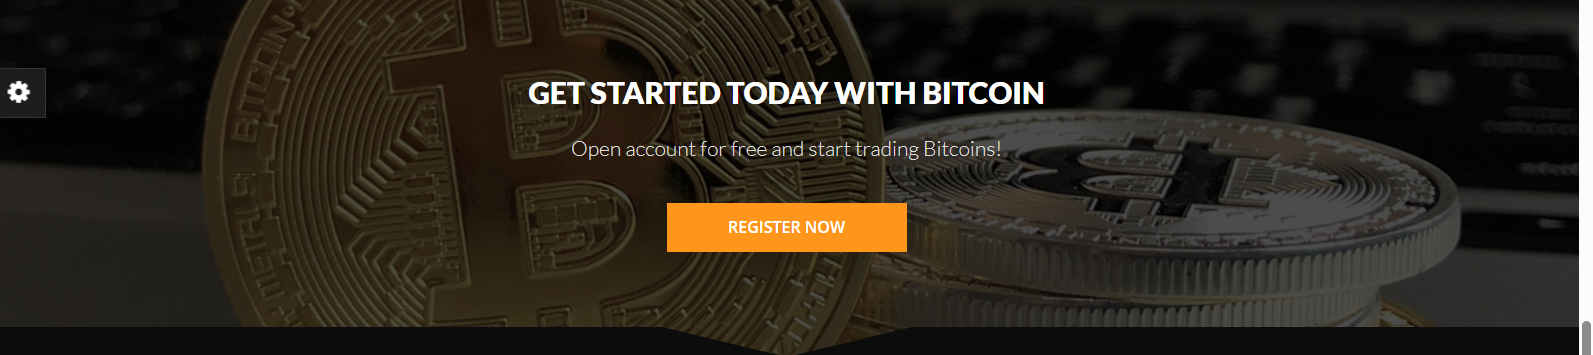 GET STARTED TODAY WITH BITCOIN
Open account for free and start trading Bitcoins!
REGISTER NOW